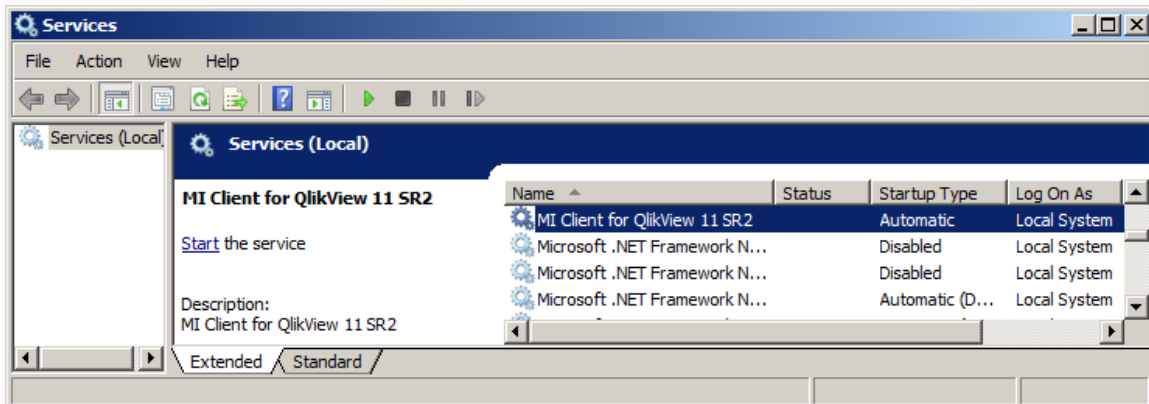 Services
File Action View Help
Services (Local
Services (Local)
MI Client for QlikView 11 SR2
Start the service
Description:
MI Client for QlikView 11 SR2
Name Status Startup Type Log On As
MI Client for QlikView 11 SR2 Automatic Local System
Microsoft .NET Framework N... Disabled Local System
Microsoft .NET Framework N... Disabled Local System
Microsoft .NET Framework N... Automatic (D... Local System
Extended Standard